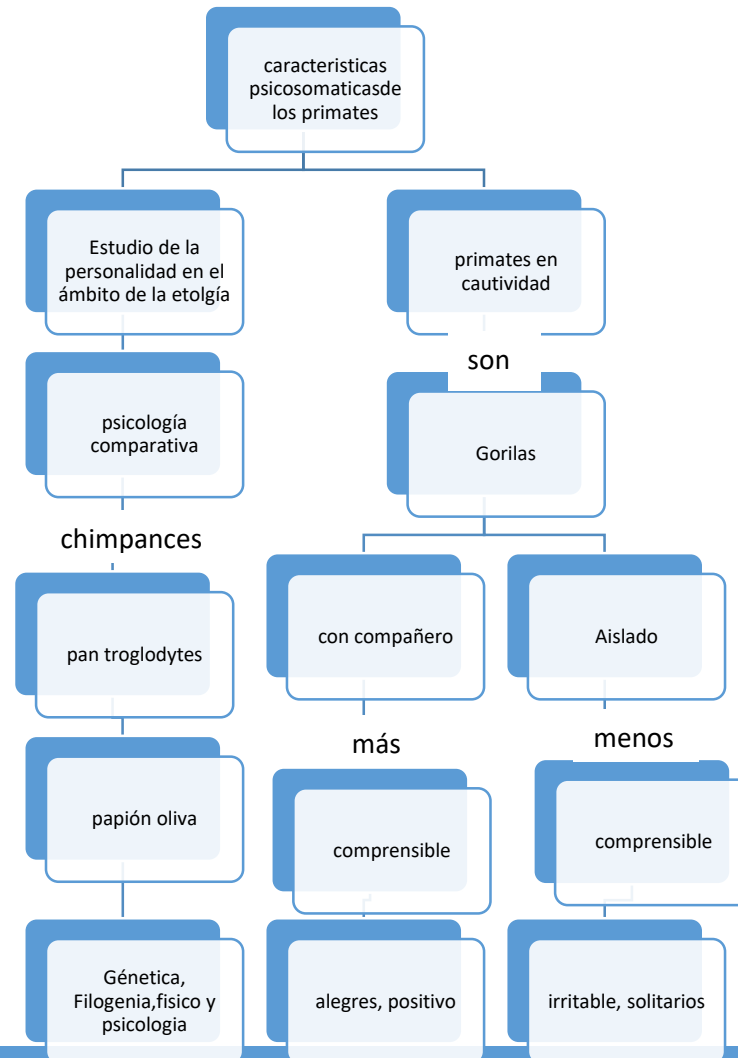 caracteristicas
psicosomaticasde
los primates
Estudio de la
personalidad en el
ámbito de la etolgía
primates en
cautividad
son
psicología
comparativa
Gorilas
chimpances
pan troglodytes
con compañero
Aislado
más
menos
papión oliva
comprensible
comprensible
Génetica,
Filogenia,fisico y
psicologia
alegres, positivo
irritable, solitarios